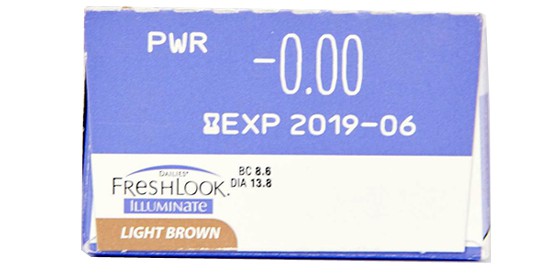 PWR -0.00
⌛EXP 2019-06
DAILIES®
FRESHLOOK®
ILLUMINATE
BC 8.6
DIA 13.8
LIGHT BROWN